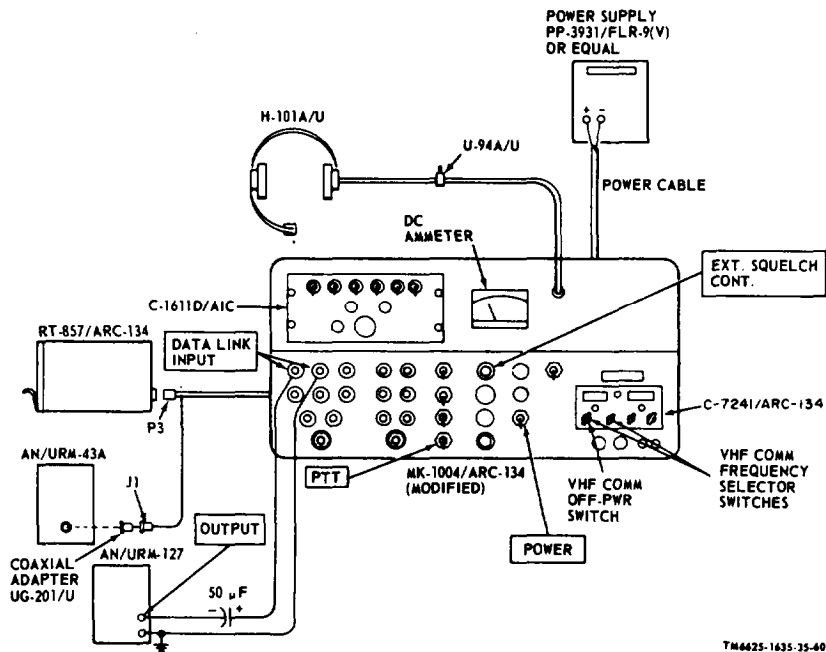 POWER SUPPLY
PP-3931/FLR-9(V)
OR EQUAL
+ −
H-101A/U
U-94A/U
POWER CABLE
DC
AMMETER
EXT. SQUELCH
CONT.
C-1611D/AIC
RT-857/ARC-134
DATA LINK
INPUT
P3
C-7241/ARC-134
AN/URM-43A
J1
PTT
MK-1004/ARC-134
(MODIFIED)
VHF COMM
OFF-PWR
SWITCH
VHF COMM
FREQUENCY
SELECTOR
SWITCHES
OUTPUT
POWER
COAXIAL
ADAPTER
UG-201/U
AN/URM-127
50 μF
− +
TM6625-1635-35-60